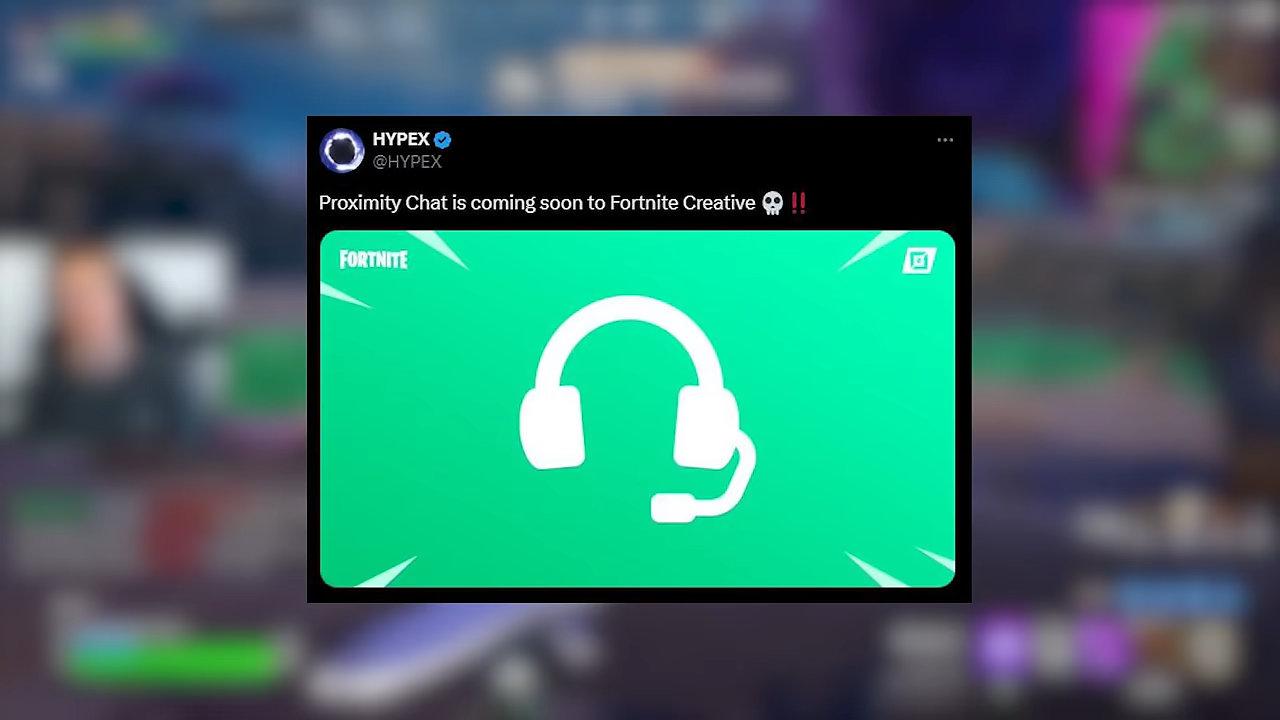 HYPEX
@HYPEX
Proximity Chat is coming soon to Fortnite Creative 💀‼️
FORTNITE